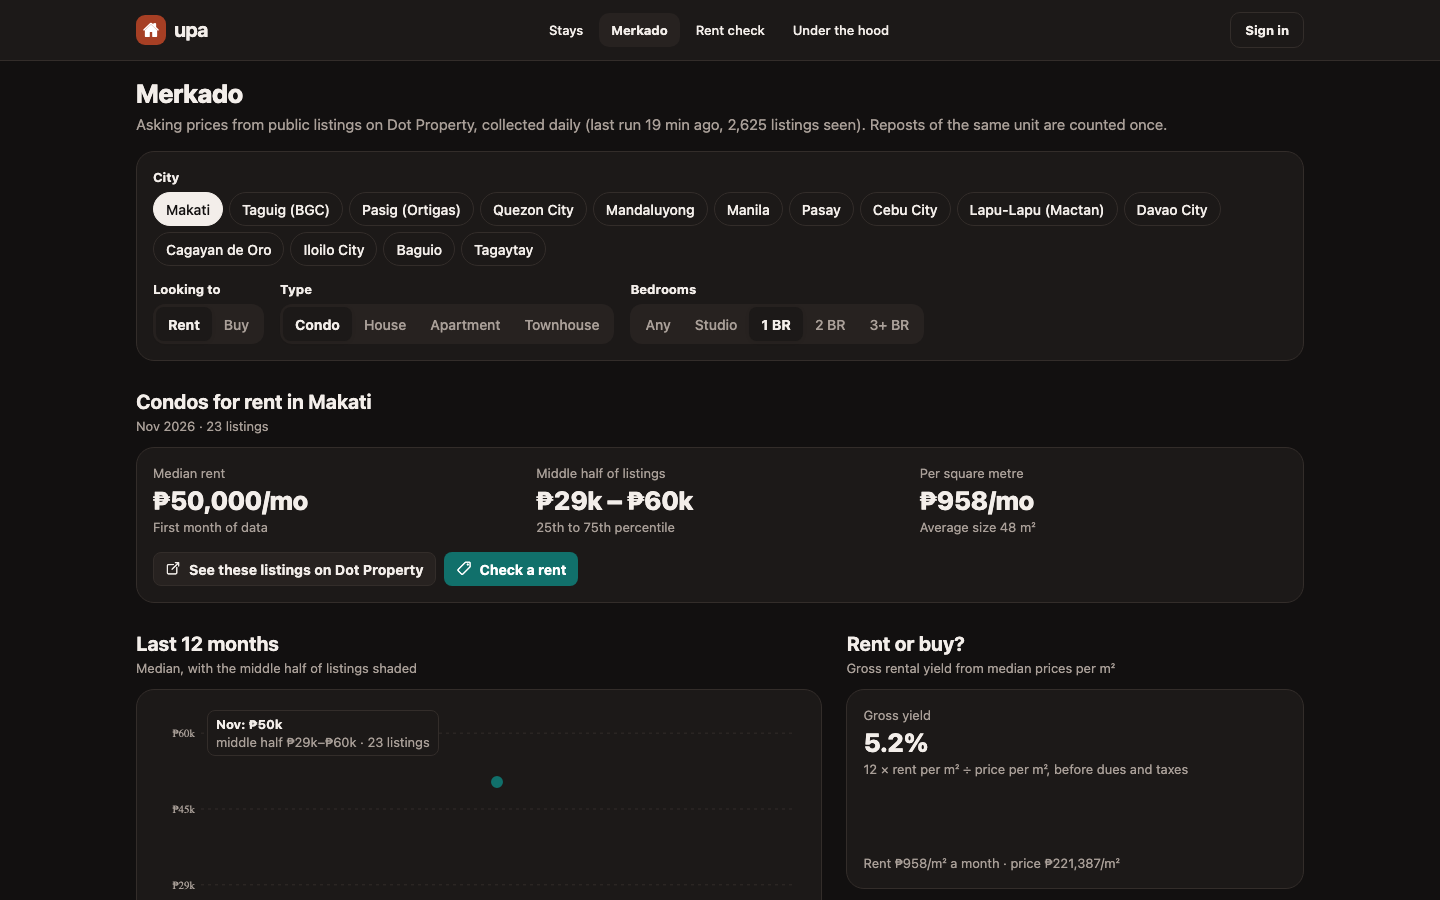 upa
Stays
Merkado
Rent check
Under the hood
Sign in
Merkado
Asking prices from public listings on Dot Property, collected daily (last run 19 min ago, 2,625 listings seen). Reposts of the same unit are counted once.
City
Makati
Taguig (BGC)
Pasig (Ortigas)
Quezon City
Mandaluyong
Manila
Pasay
Cebu City
Lapu-Lapu (Mactan)
Davao City
Cagayan de Oro
Iloilo City
Baguio
Tagaytay
Looking to
Rent
Buy
Type
Condo
House
Apartment
Townhouse
Bedrooms
Any
Studio
1 BR
2 BR
3+ BR
Condos for rent in Makati
Nov 2026 · 23 listings
Median rent
₱50,000/mo
First month of data
Middle half of listings
₱29k – ₱60k
25th to 75th percentile
Per square metre
₱958/mo
Average size 48 m²
See these listings on Dot Property
Check a rent
Last 12 months
Median, with the middle half of listings shaded
₱60k
Nov: ₱50k
middle half ₱29k–₱60k · 23 listings
₱45k
₱29k
Rent or buy?
Gross rental yield from median prices per m²
Gross yield
5.2%
12 × rent per m² ÷ price per m², before dues and taxes
Rent ₱958/m² a month · price ₱221,387/m²